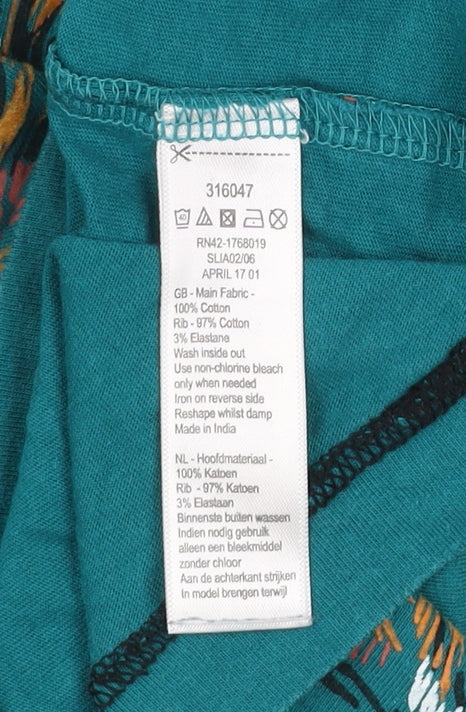 316047
40
RN42-1768019
SLIA02/06
APRIL 17 01
GB - Main Fabric -
100% Cotton
Rib - 97% Cotton
3% Elastane
Wash inside out
Use non-chlorine bleach
only when needed
Iron on reverse side
Reshape whilst damp
Made in India
NL - Hoofdmateriaal -
100% Katoen
Rib - 97% Katoen
3% Elastaan
Binnenste buiten wassen
Indien nodig gebruik
alleen een bleekmiddel
zonder chloor
Aan de achterkant strijken
In model brengen terwijl